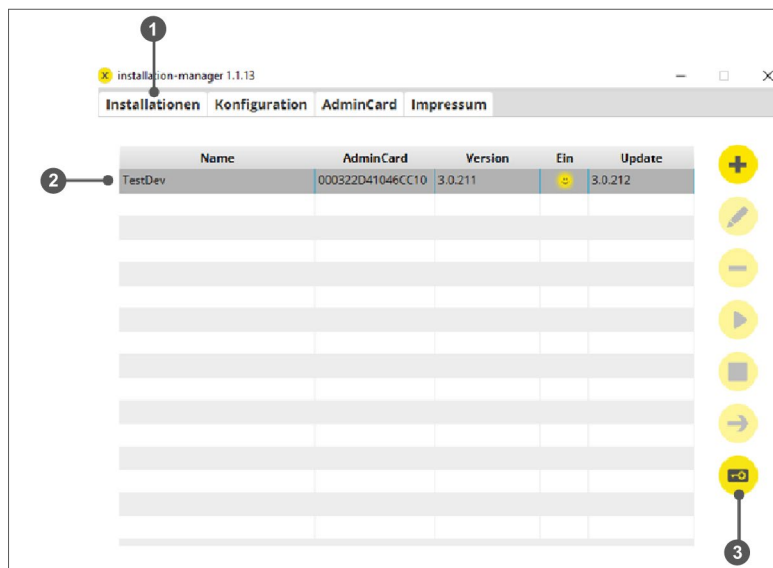 1
installation-manager 1.1.13
Installationen Konfiguration AdminCard Impressum
Name AdminCard Version Ein Update
2
TestDev 000322D41046CC10 3.0.211 3.0.212
3